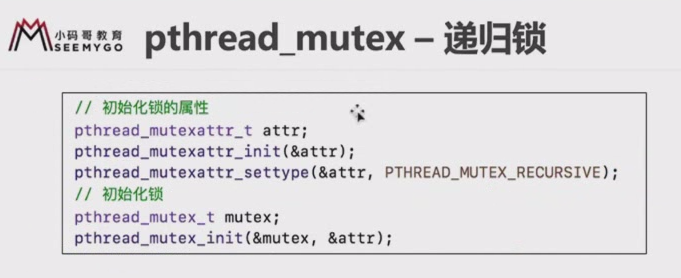 小码哥教育
SEEMYGO
pthread_mutex – 递归锁
// 初始化锁的属性
pthread_mutexattr_t attr;
pthread_mutexattr_init(&attr);
pthread_mutexattr_settype(&attr, PTHREAD_MUTEX_RECURSIVE);
// 初始化锁
pthread_mutex_t mutex;
pthread_mutex_init(&mutex, &attr);